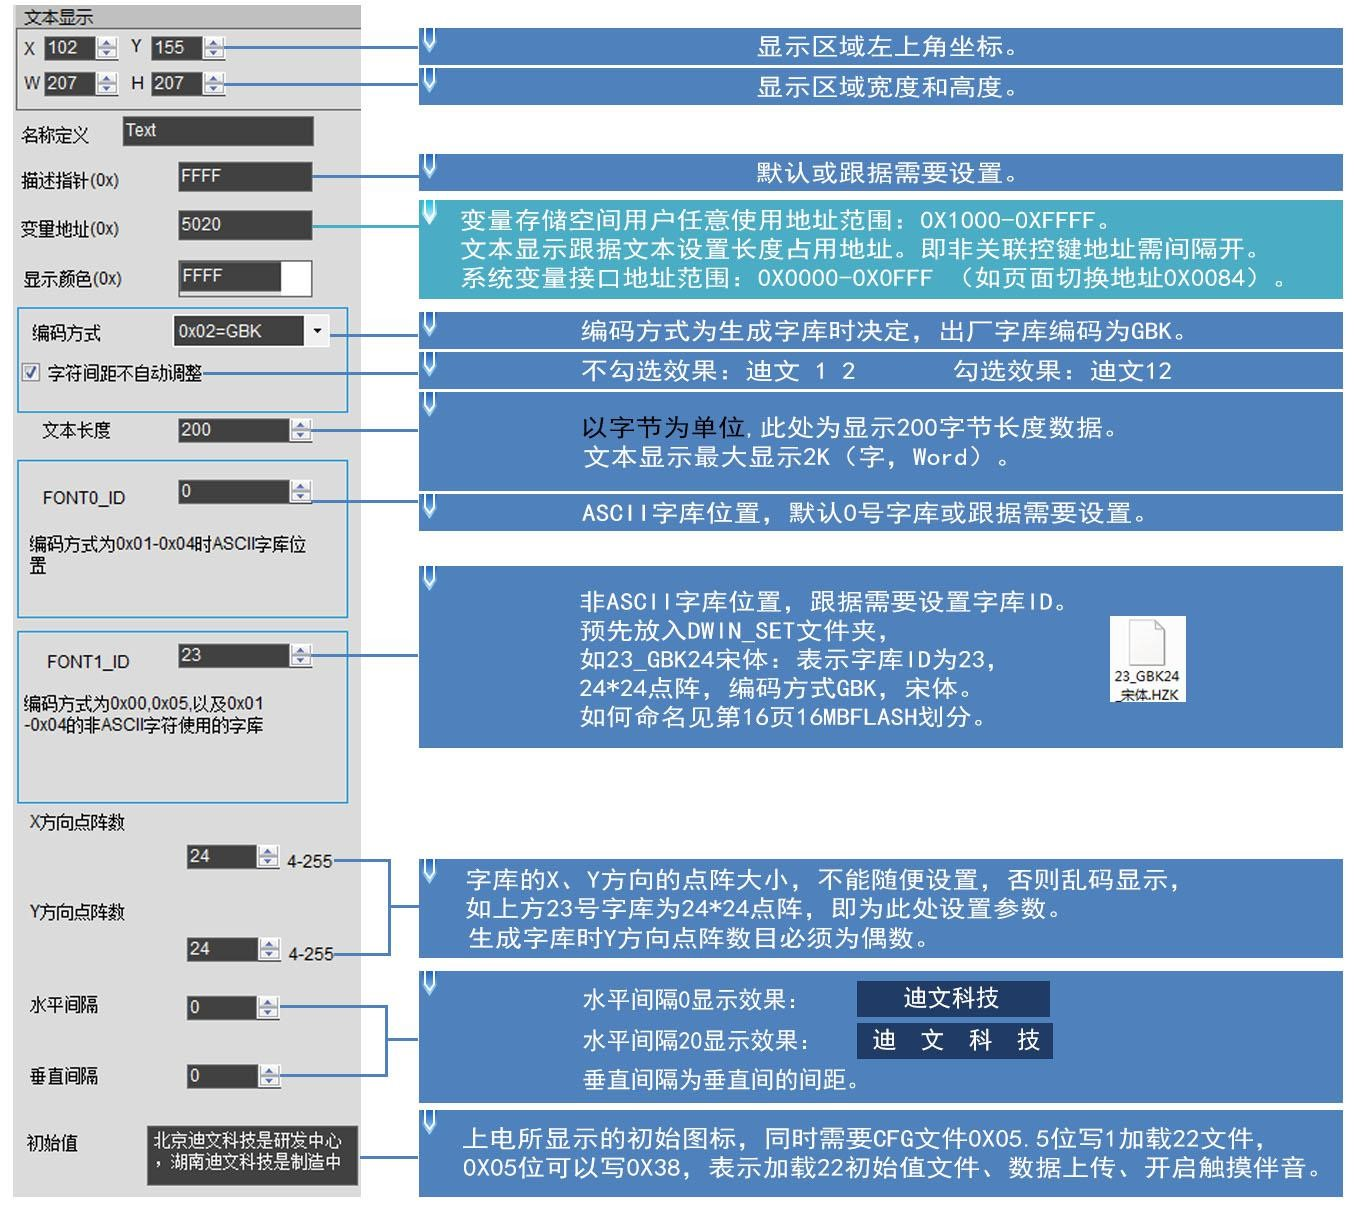 文本显示
X 102 Y 155
显示区域左上角坐标。
W 207 H 207
显示区域宽度和高度。
名称定义 Text
描述指针(0x) FFFF
默认或跟据需要设置。
变量地址(0x) 5020
变量存储空间用户任意使用地址范围：0X1000-0XFFFF。
文本显示跟据文本设置长度占用地址。即非关联控键地址需间隔开。
系统变量接口地址范围：0X0000-0X0FFF （如页面切换地址0X0084）。
显示颜色(0x) FFFF
编码方式 0x02=GBK
编码方式为生成字库时决定，出厂字库编码为GBK。
字符间距不自动调整
不勾选效果：迪文 1 2 勾选效果：迪文12
文本长度 200
以字节为单位,此处为显示200字节长度数据。
文本显示最大显示2K（字，Word）。
FONT0_ID 0
ASCII字库位置，默认0号字库或跟据需要设置。
编码方式为0x01-0x04时ASCII字库位
置
FONT1_ID 23
编码方式为0x00,0x05,以及0x01
-0x04的非ASCII字符使用的字库
非ASCII字库位置，跟据需要设置字库ID。
预先放入DWIN_SET文件夹，
如23_GBK24宋体：表示字库ID为23，
24*24点阵，编码方式GBK，宋体。
如何命名见第16页16MBFLASH划分。
23_GBK24
_宋体.HZK
X方向点阵数
24 4-255
Y方向点阵数
24 4-255
字库的X、Y方向的点阵大小，不能随便设置，否则乱码显示，
如上方23号字库为24*24点阵，即为此处设置参数。
生成字库时Y方向点阵数目必须为偶数。
水平间隔 0
垂直间隔 0
水平间隔0显示效果： 迪文科技
水平间隔20显示效果： 迪 文 科 技
垂直间隔为垂直间的间距。
初始值
北京迪文科技是研发中心
，湖南迪文科技是制造中
上电所显示的初始图标，同时需要CFG文件0X05.5位写1加载22文件，
0X05位可以写0X38，表示加载22初始值文件、数据上传、开启触摸伴音。